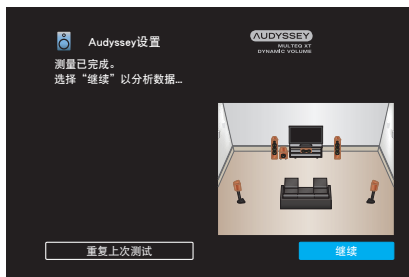 Audyssey设置
AUDYSSEY
MULTEQ XT
DYNAMIC VOLUME
测量已完成。
选择“继续”以分析数据...
重复上次测试
继续